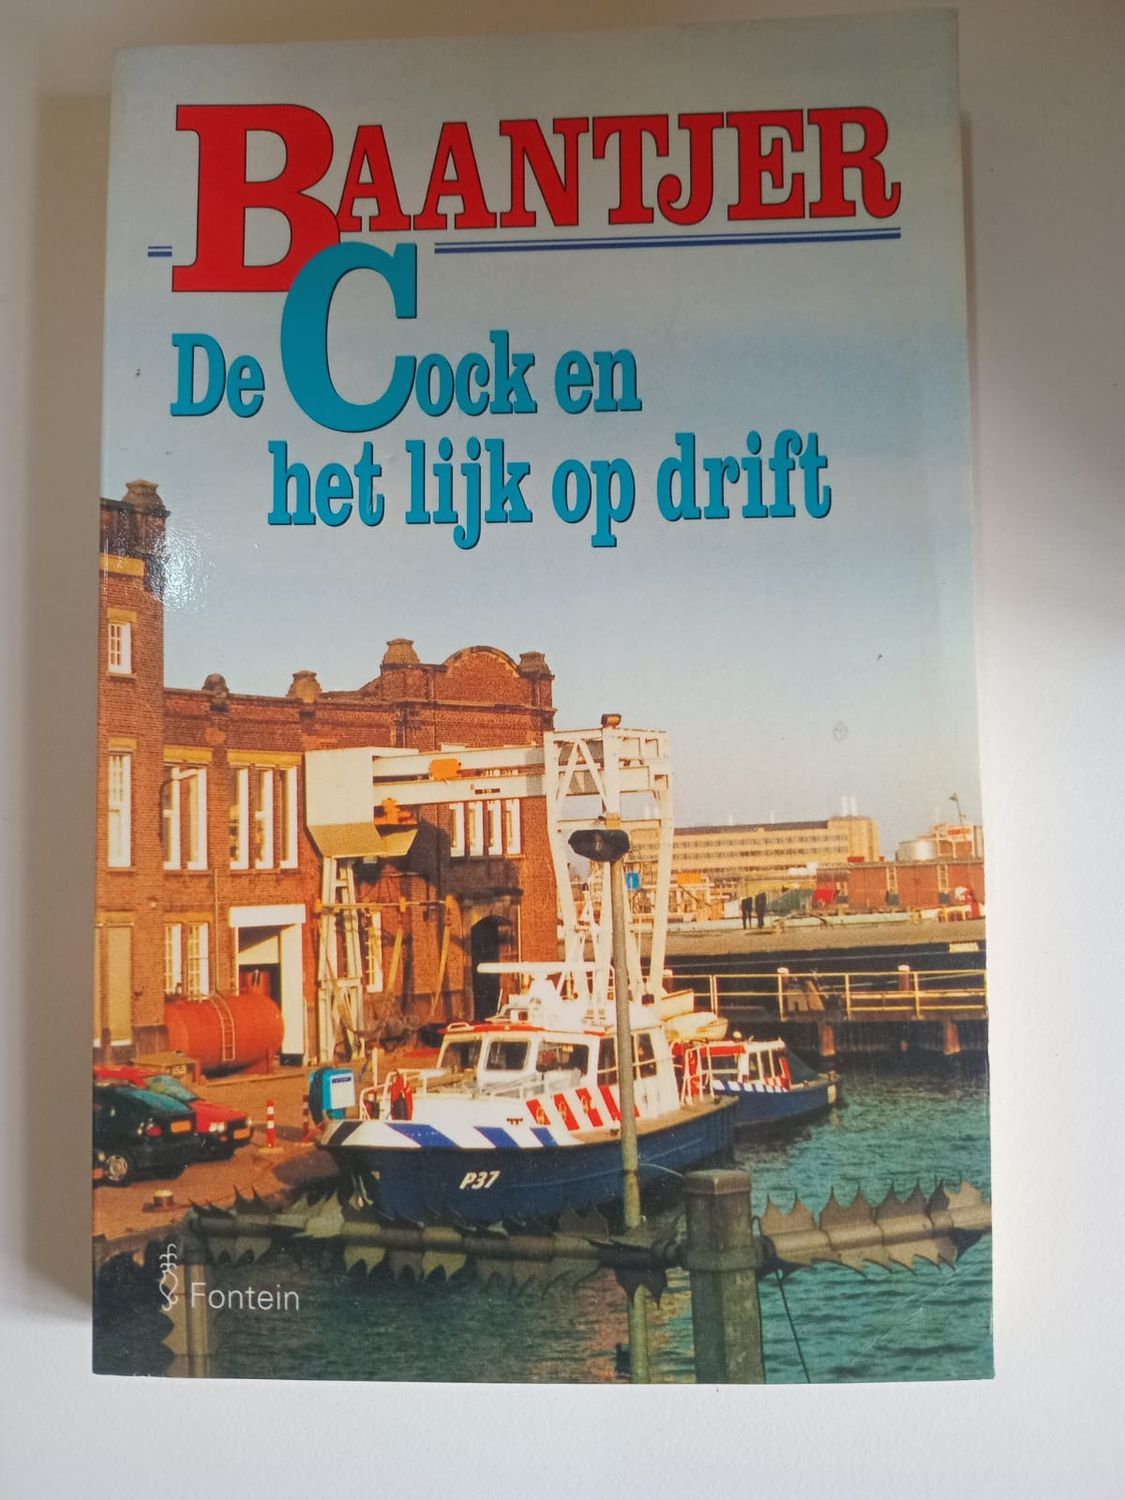 BAANTJER
De Cock en
het lijk op drift
P37
Fontein